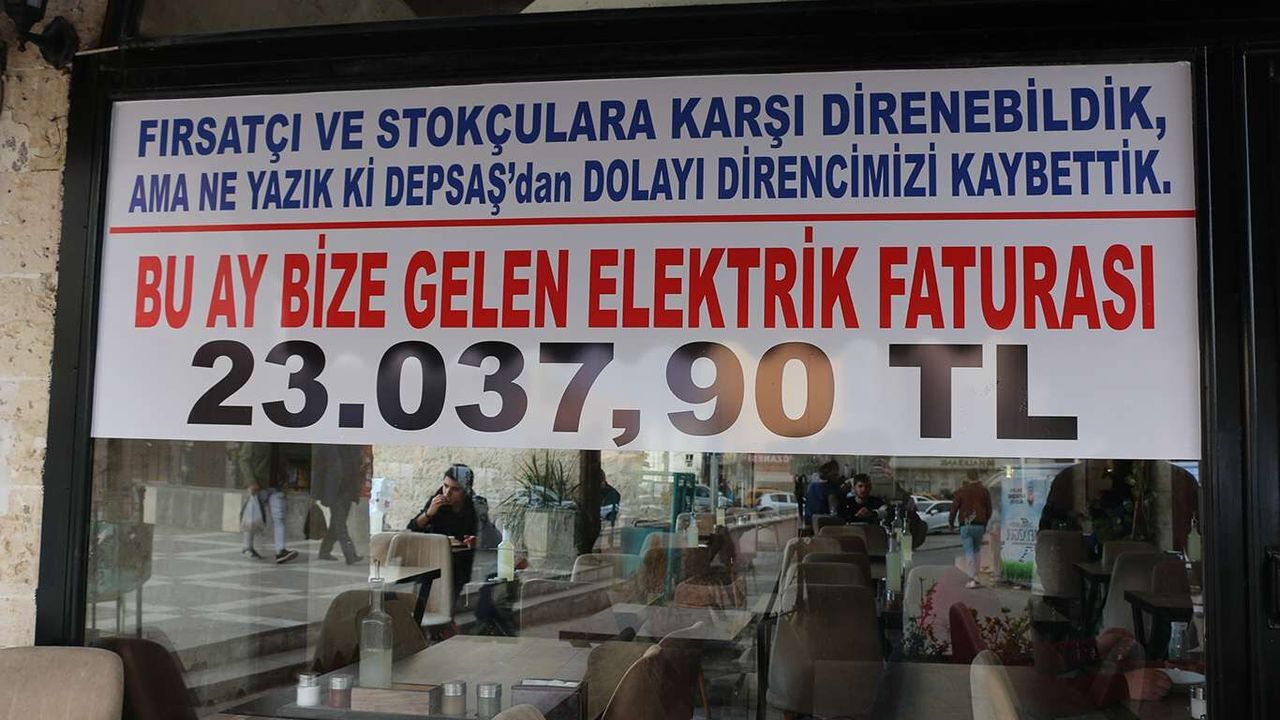 FIRSATÇI VE STOKÇULARA KARŞI DİRENEBİLDİK,
AMA NE YAZIK Kİ DEPSAŞ’dan DOLAYI DİRENCİMİZİ KAYBETTİK.
BU AY BİZE GELEN ELEKTRİK FATURASI
23.037,90 TL